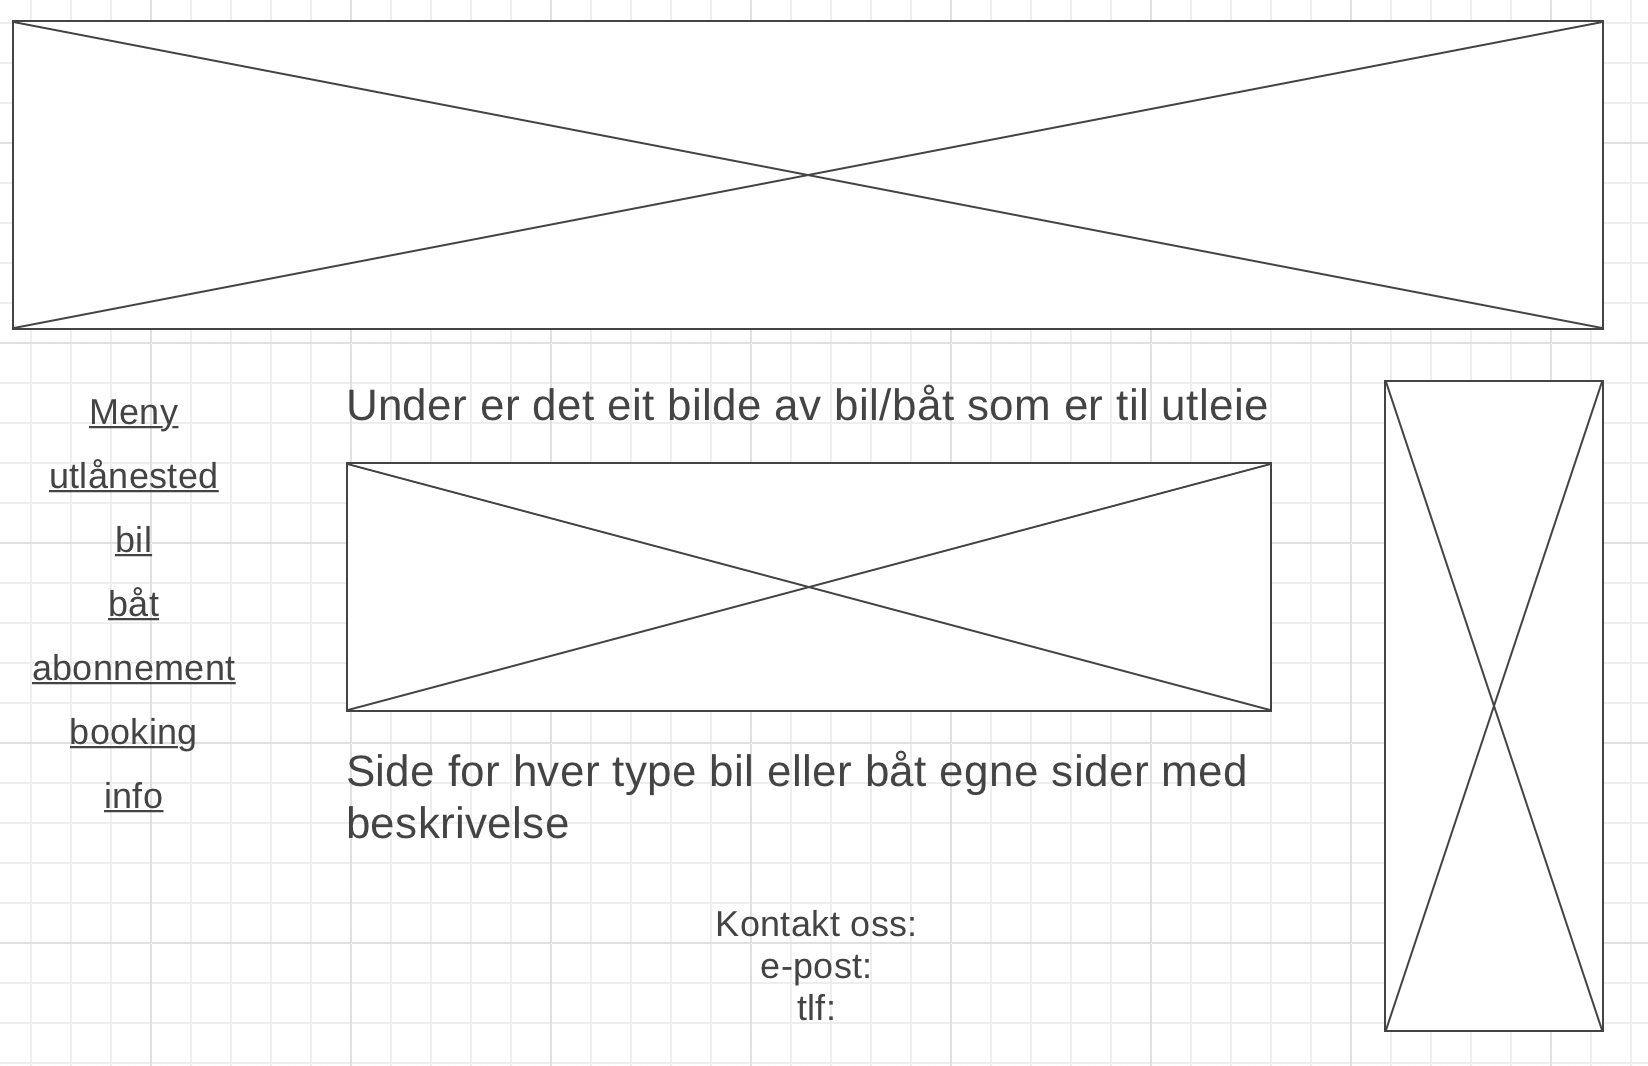 Meny
utlånested
bil
båt
abonnement
booking
info
Under er det eit bilde av bil/båt som er til utleie
Side for hver type bil eller båt egne sider med
beskrivelse
Kontakt oss:
e-post:
tlf: